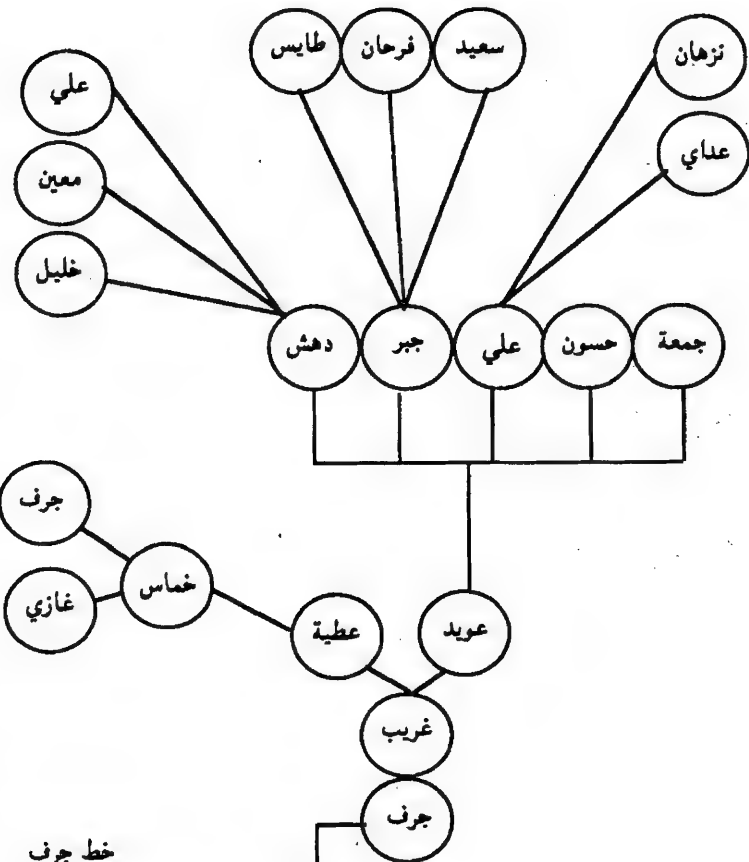 طايس
فرحان
سعيد
نزهان
علي
عداي
معين
خليل
دهش
جبر
علي
حسون
جمعة
جرف
خماس
غازي
عطية
عويد
غريب
جرف
خط جرف